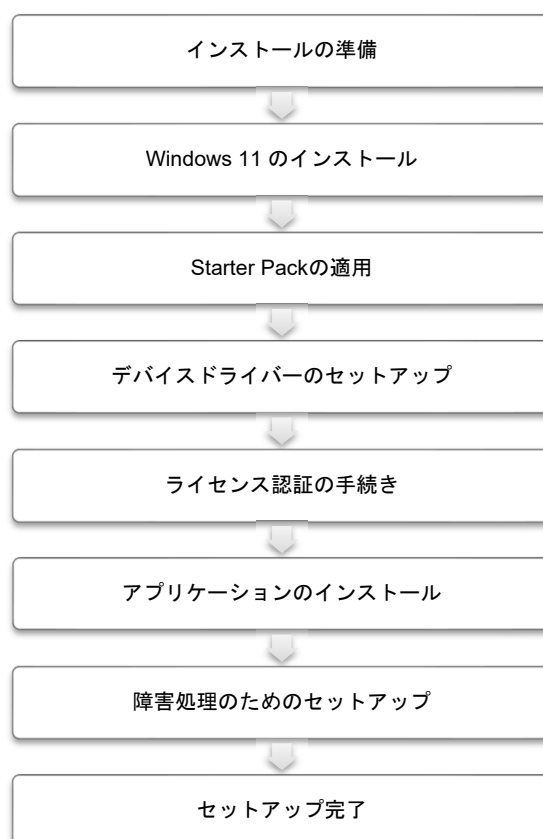 インストールの準備
Windows 11 のインストール
Starter Packの適用
デバイスドライバーのセットアップ
ライセンス認証の手続き
アプリケーションのインストール
障害処理のためのセットアップ
セットアップ完了